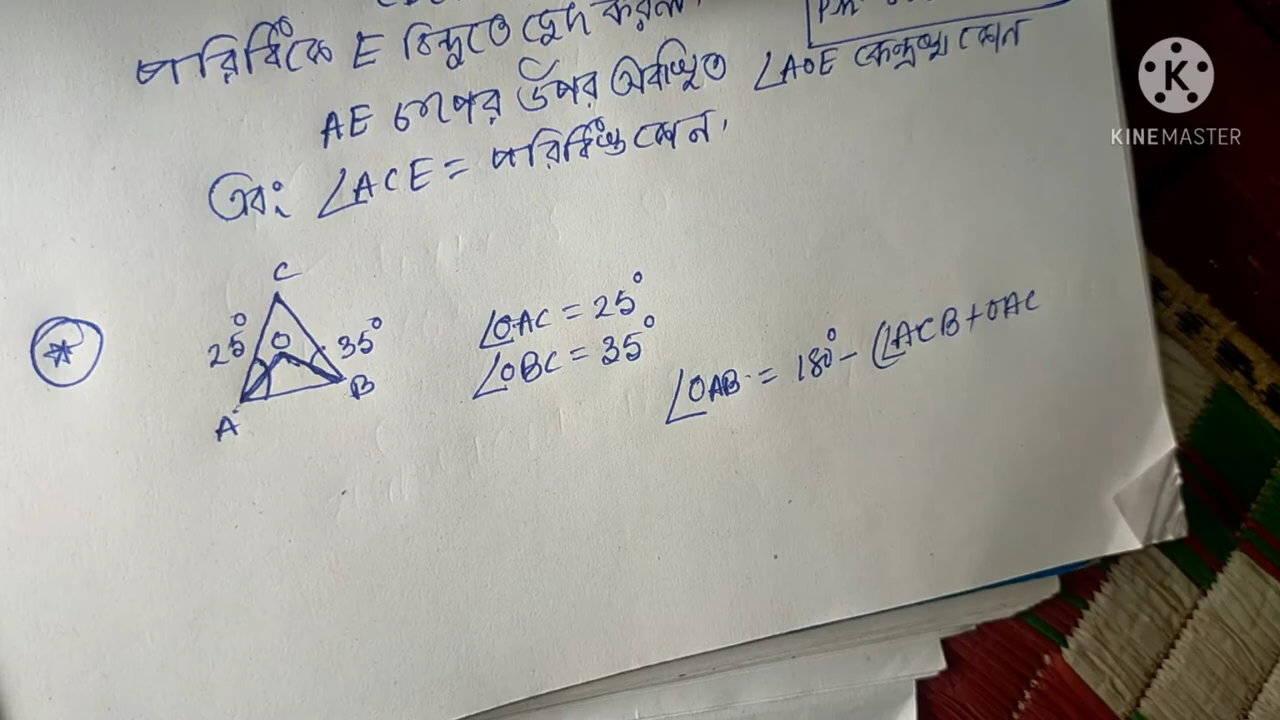 পরিধিকে E বিন্দুতে ছেদ করল।
AE চাপের উপর অবস্থিত ∠AOE কেন্দ্রস্থ কোন
এবং ∠ACE = পরিধিস্থ কোন।
C
25° O 35°
A B
∠OAC = 25°
∠OBC = 35°
∠OAB = 180° - (∠ACB + OAC
K
KINEMASTER